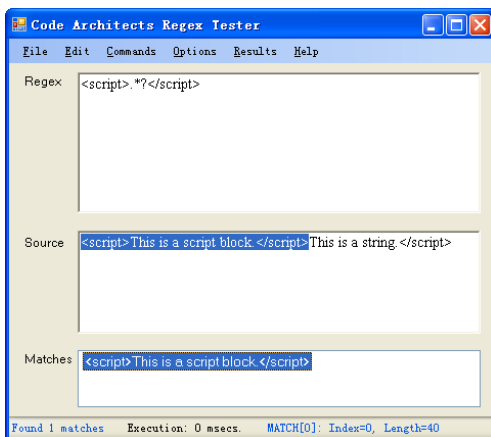 Code Architects Regex Tester
File Edit Commands Options Results Help
Regex
<script>.*?</script>
Source
<script>This is a script block.</script>This is a string.</script>
Matches
<script>This is a script block.</script>
Found 1 matches Execution: 0 msecs. MATCH[0]: Index=0, Length=40